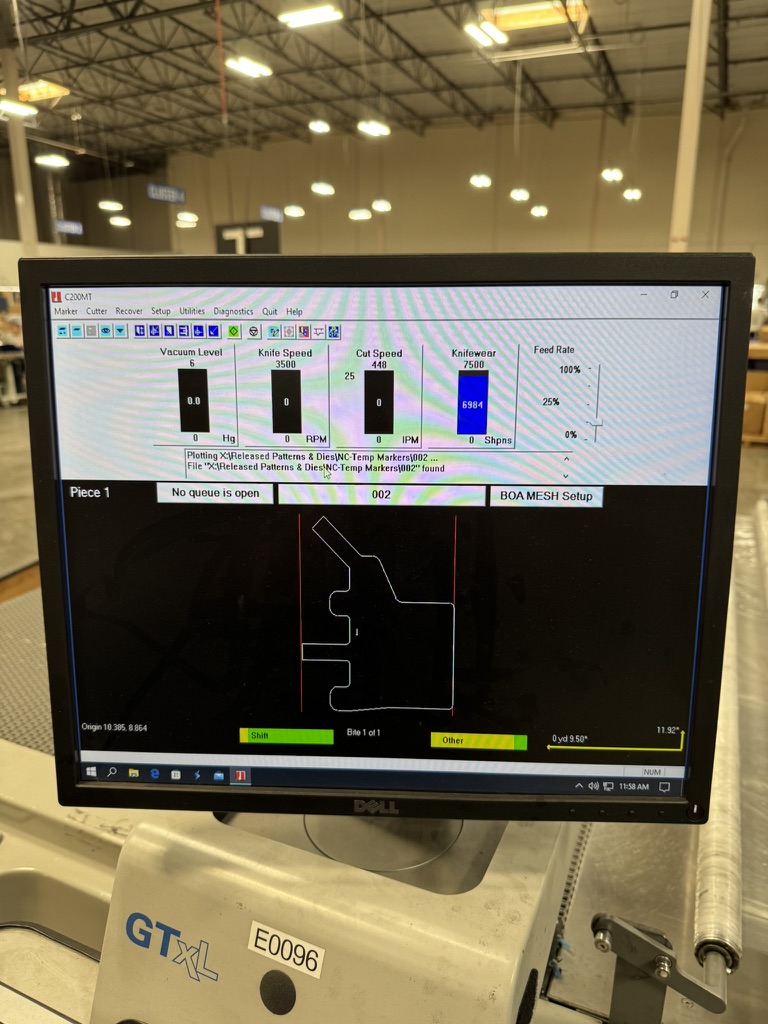 C200MT
Marker Cutter Recover Setup Utilities Diagnostics Quit Help
Vacuum Level Knife Speed Cut Speed Knifewear Feed Rate
6 3500 448 7500
100%
25
0.0 0 0 6984
25%
0 Hg 0 RPM 0 IPM 0 Shpns
0%
Plotting X:\Released Patterns & Dies\NC-Temp Markers\002 ...
File "X:\Released Patterns & Dies\NC-Temp Markers\002" found
Piece 1 No queue is open 002 BOA MESH Setup
1
Origin 10.385, 8.864
Shift Bite 1 of 1 Other 0 yd 9.50" 11.92"
NUM
11:58 AM
DELL
GTxL
E0096